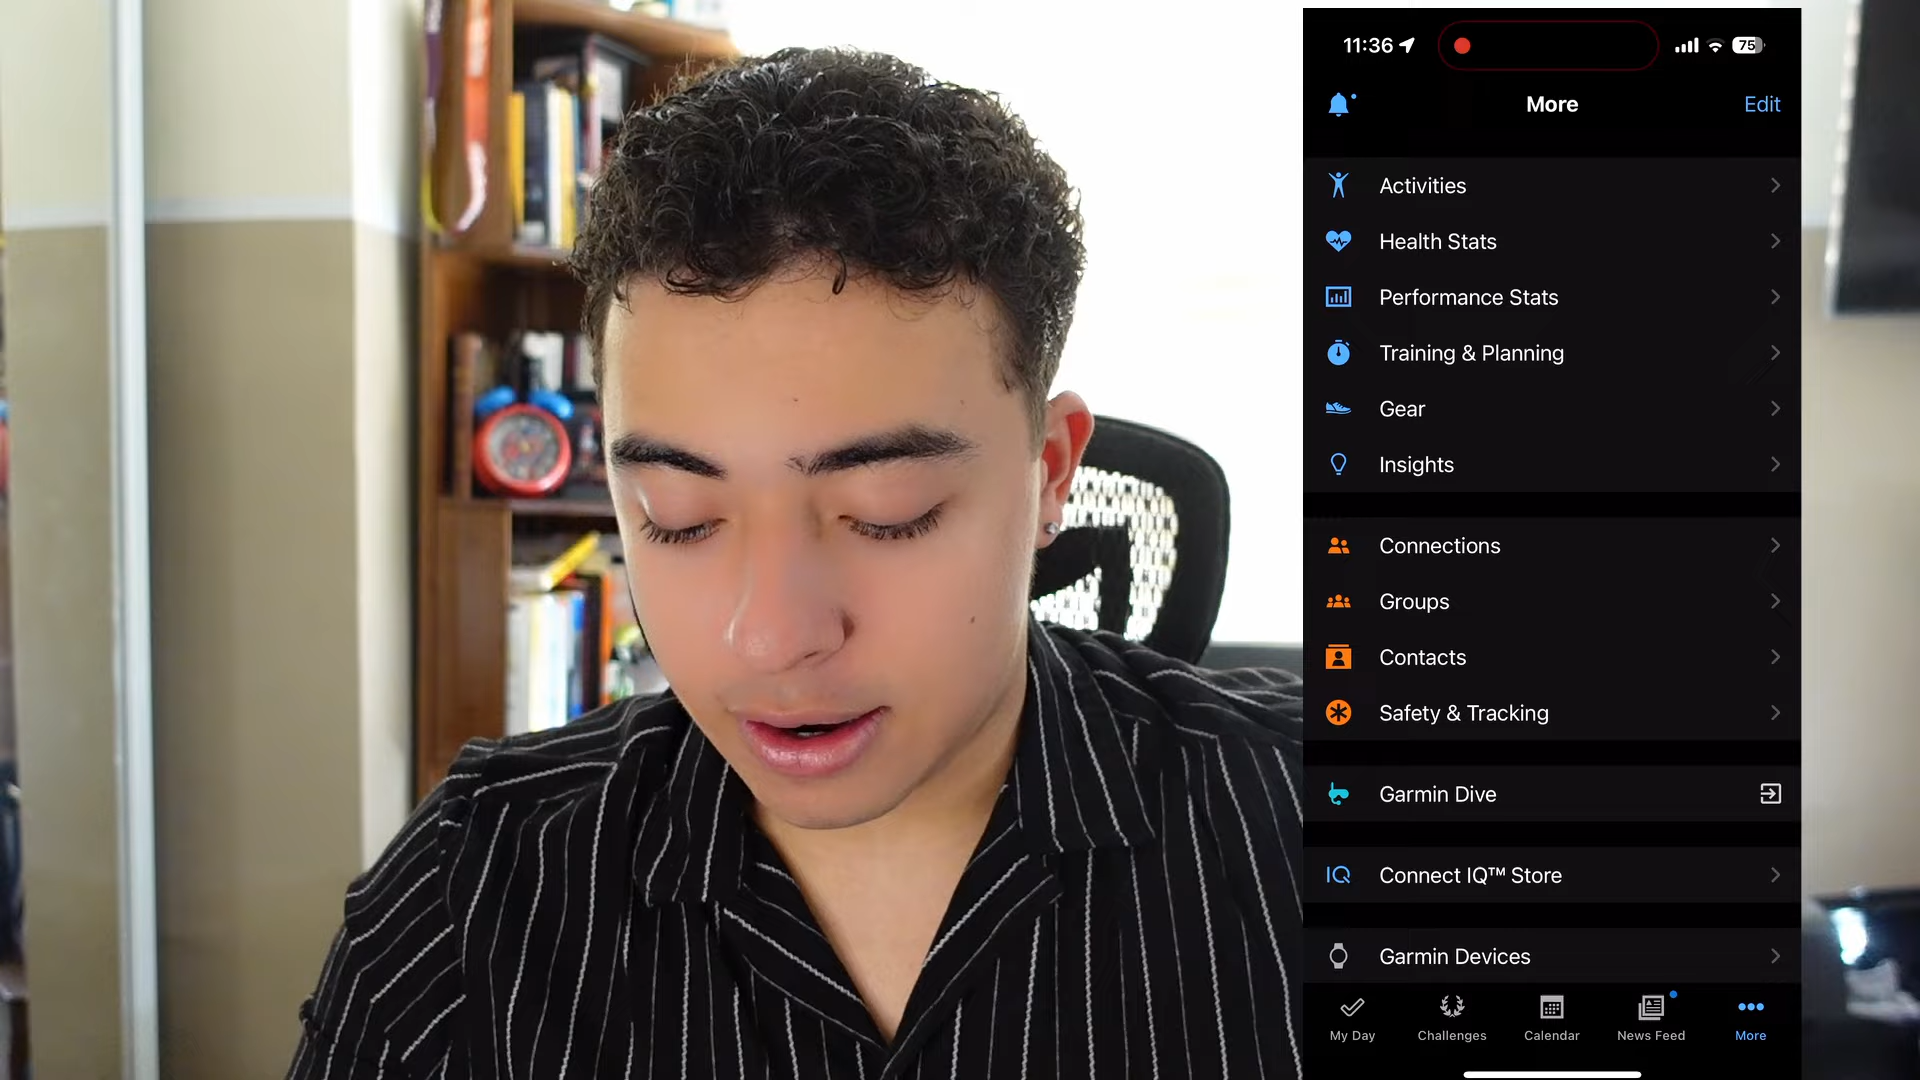 11:36
75
More
Edit
Activities
Health Stats
Performance Stats
Training & Planning
Gear
Insights
Connections
Groups
Contacts
Safety & Tracking
Garmin Dive
IQ Connect IQ™ Store
Garmin Devices
My Day
Challenges
Calendar
News Feed
More